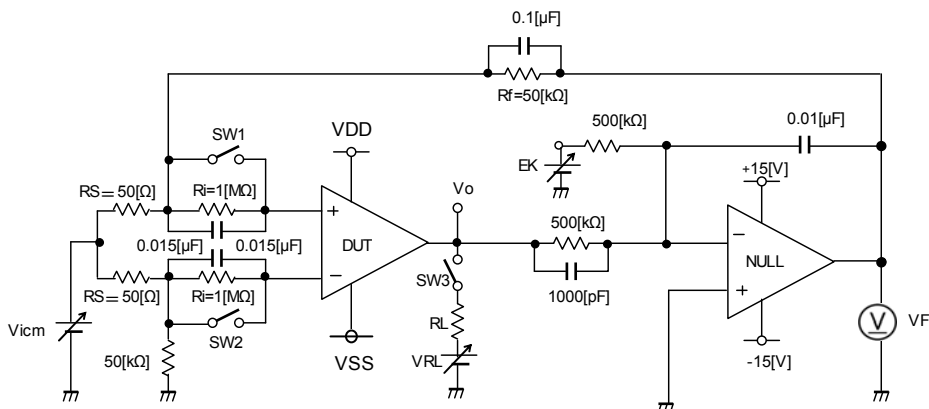 0.1[µF]
Rf=50[kΩ]
0.01[µF]
500[kΩ]
EK
+15[V]
SW1
VDD
Vo
RS=50[Ω]
Ri=1[MΩ]
0.015[µF]
0.015[µF]
+
DUT
−
500[kΩ]
1000[pF]
−
NULL
+
RS=50[Ω]
Ri=1[MΩ]
SW3
Vicm
SW2
50[kΩ]
VSS
RL
VRL
-15[V]
V
VF